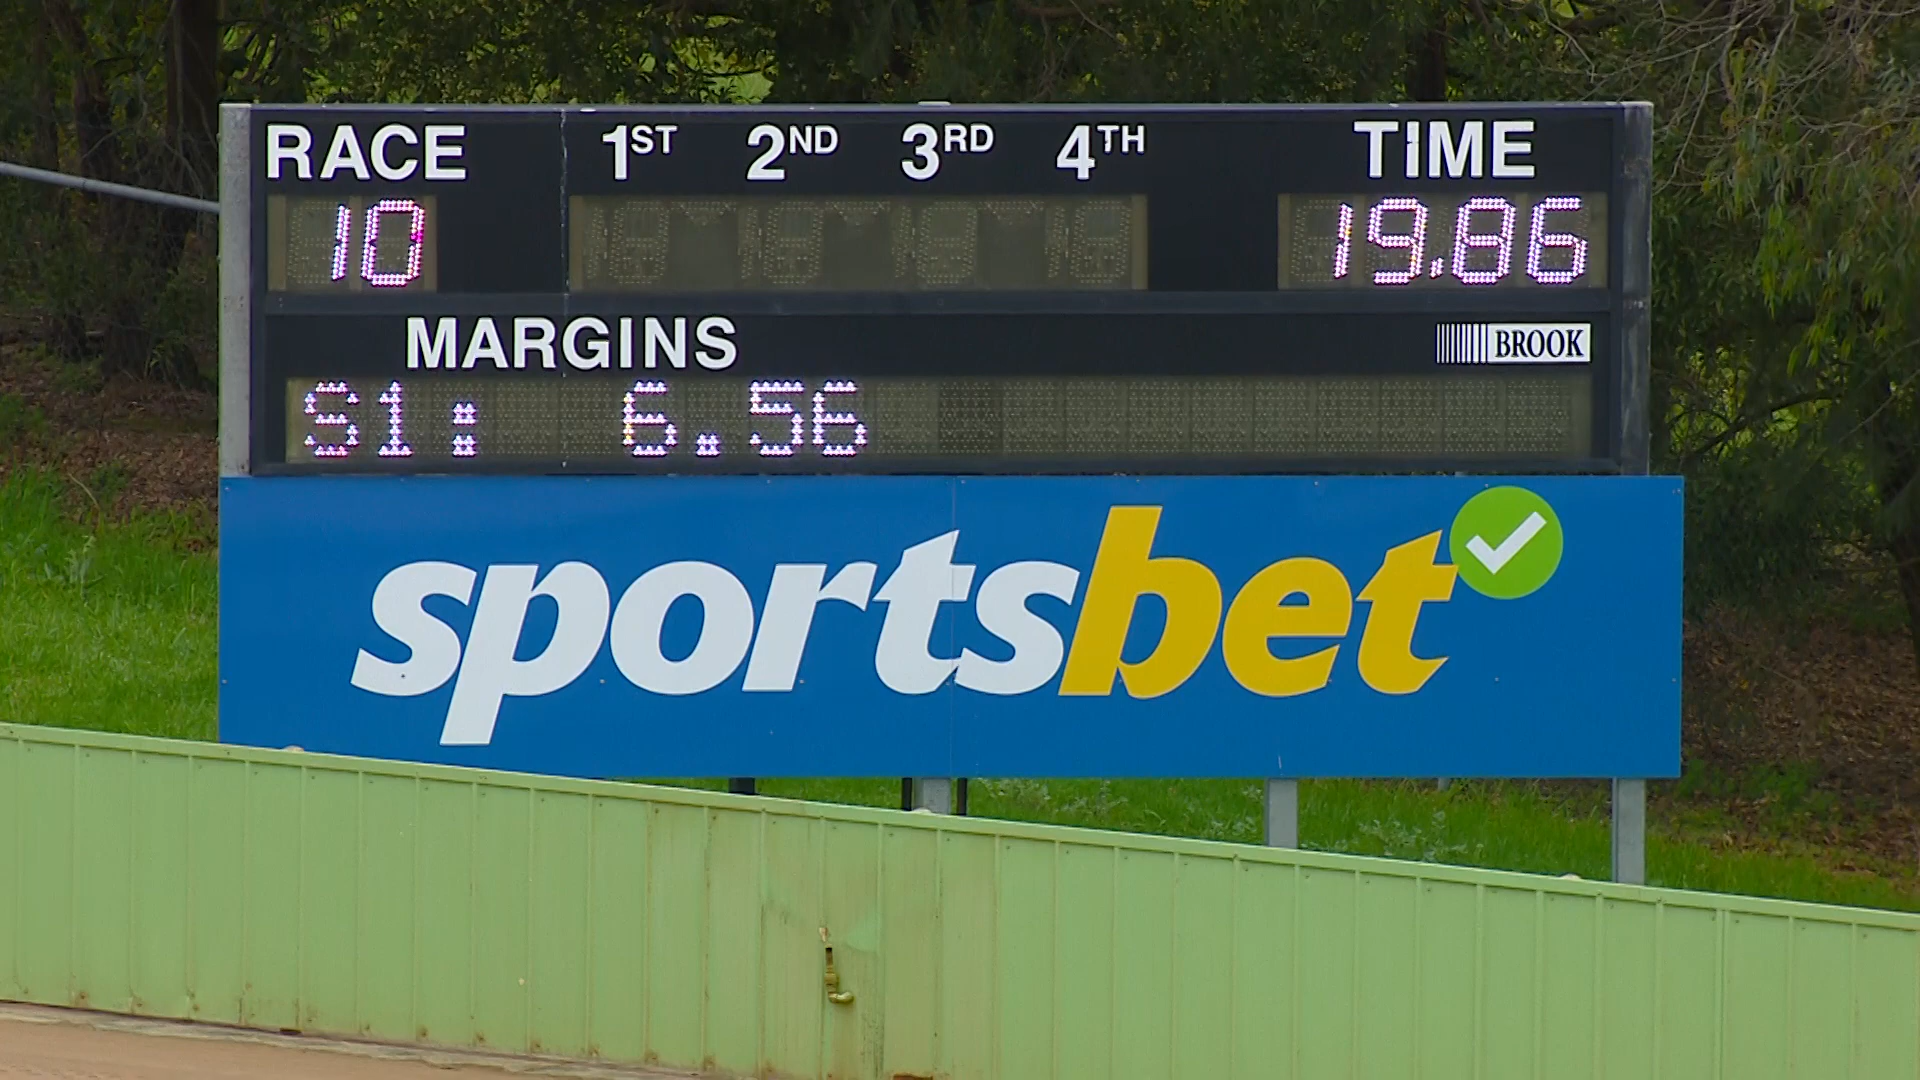 RACE 1ST 2ND 3RD 4TH TIME
10 19.86
MARGINS BROOK
S1: 6.56
sportsbet